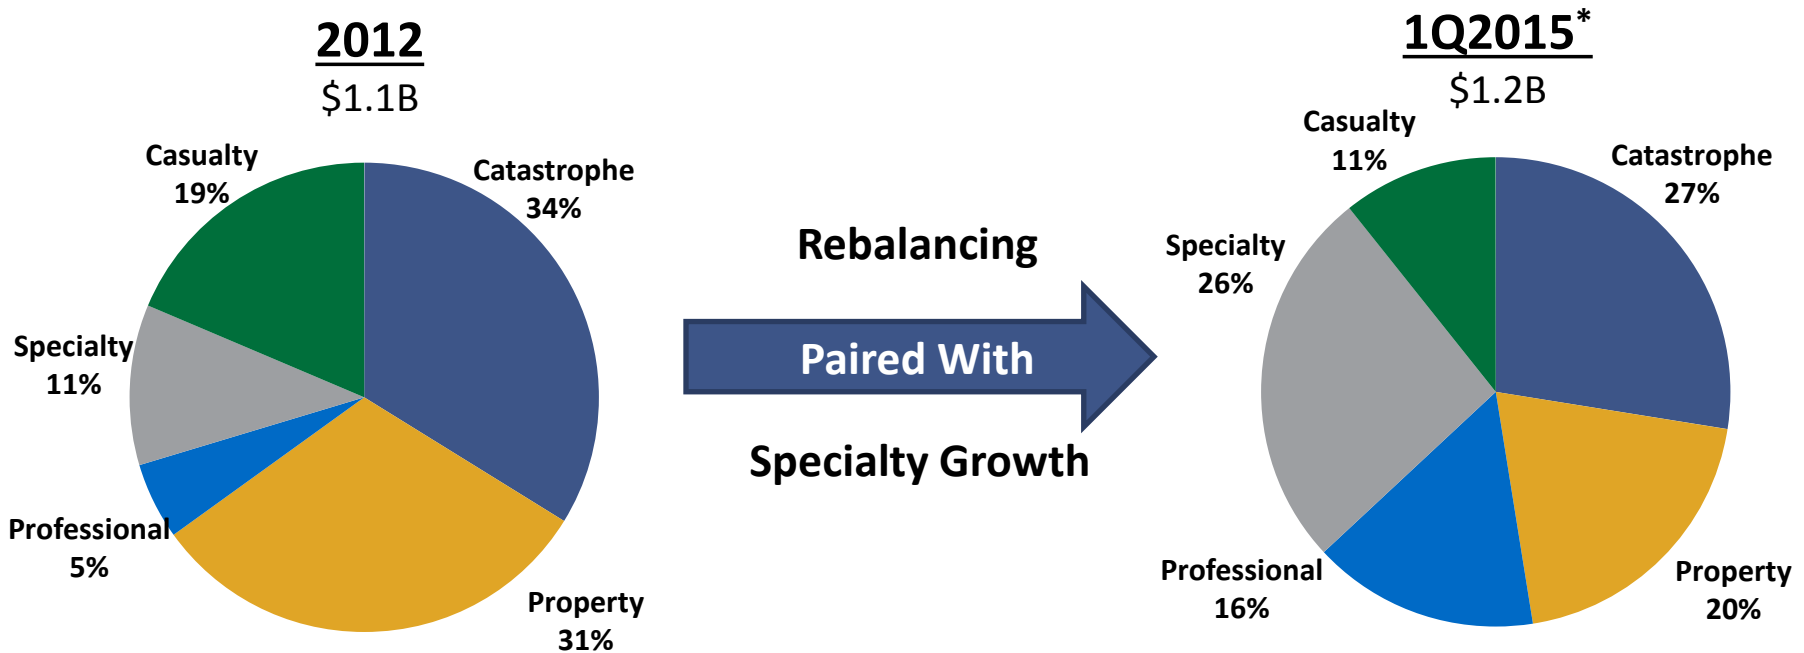 2012
$1.1B
Casualty
19%
Catastrophe
34%
Specialty
11%
Professional
5%
Property
31%
Rebalancing
Paired With
Specialty Growth
1Q2015*
$1.2B
Casualty
11%
Catastrophe
27%
Specialty
26%
Professional
16%
Property
20%